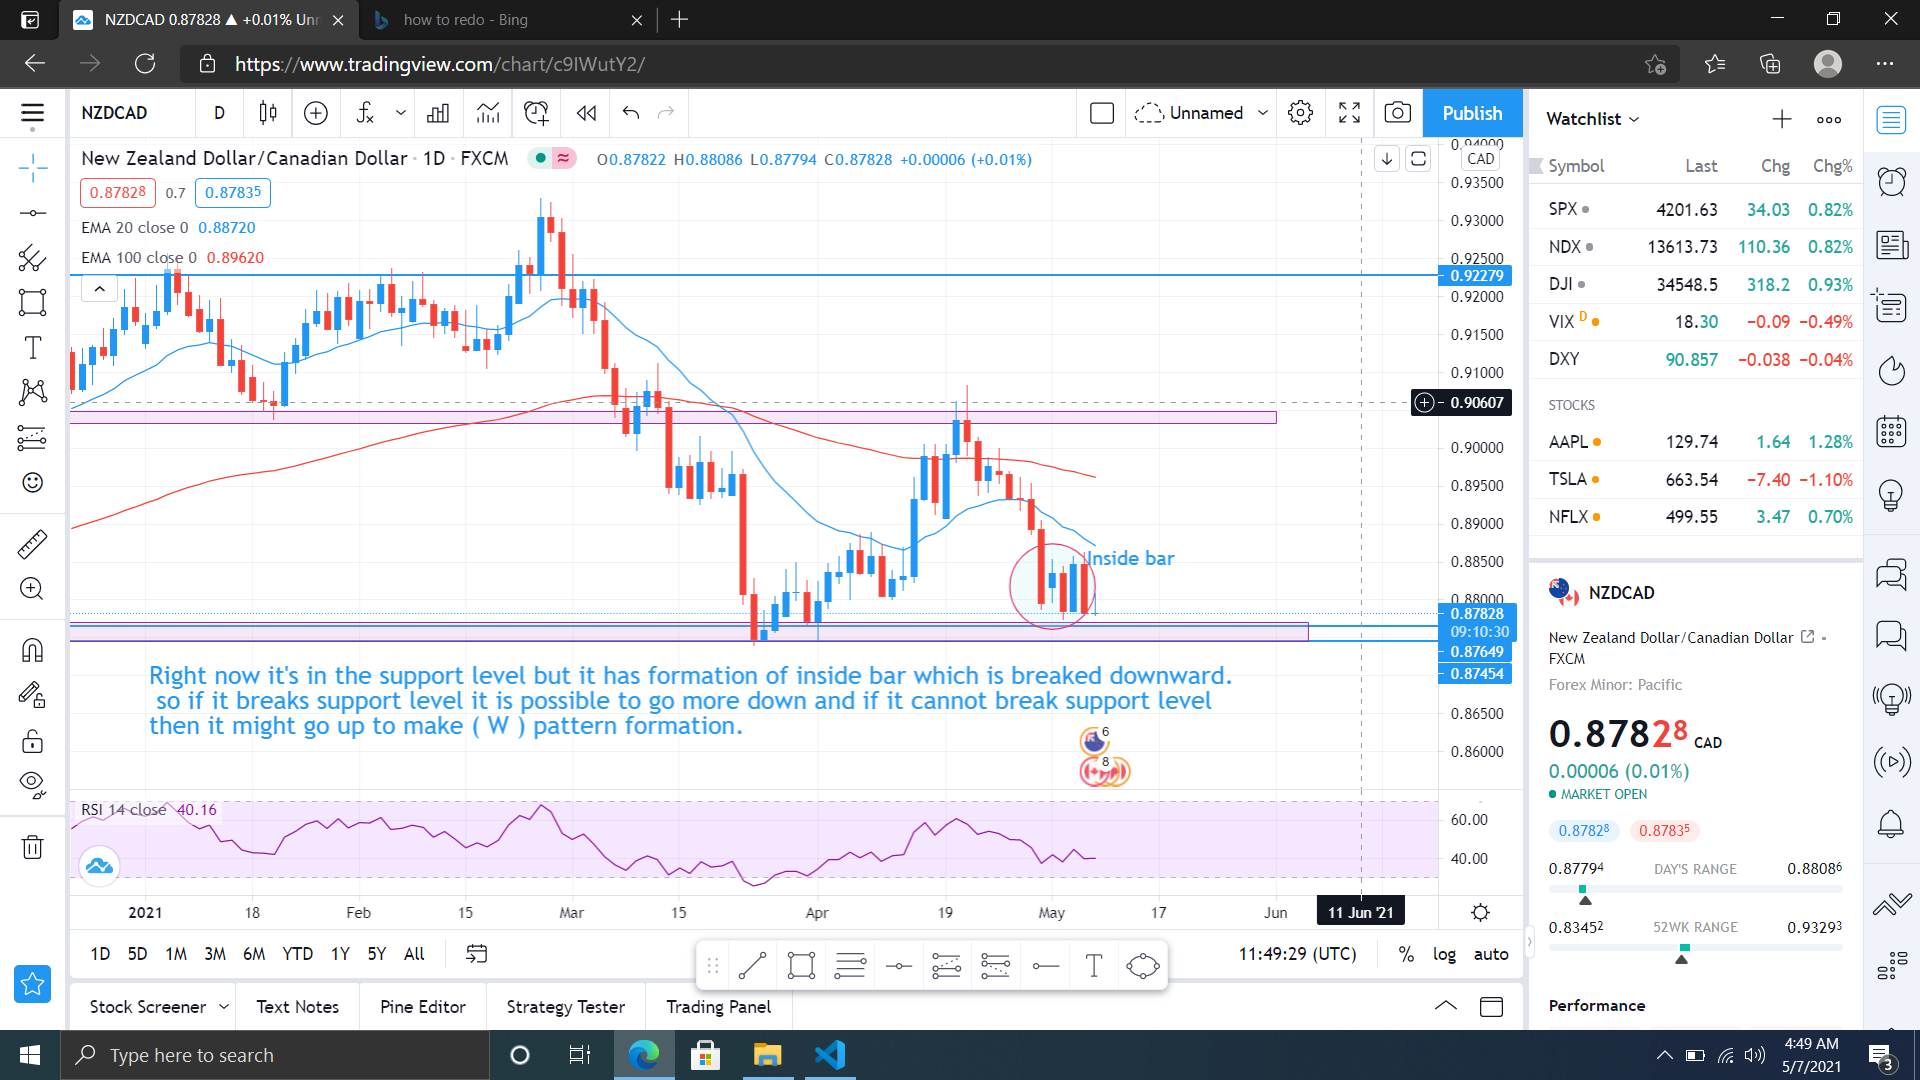 NZDCAD 0.87828 ▲ +0.01% Unn
how to redo - Bing
https://www.tradingview.com/chart/c9IWutY2/
NZDCAD
D
Unnamed
Publish
New Zealand Dollar/Canadian Dollar · 1D · FXCM
O0.87822 H0.88086 L0.87794 C0.87828 +0.00006 (+0.01%)
0.87828
0.7
0.87835
EMA 20 close 0 0.88720
EMA 100 close 0 0.89620
CAD
0.94000
0.93500
0.93000
0.92500
0.92279
0.92000
0.91500
0.91000
0.90607
0.90000
0.89500
0.89000
0.88500
0.88000
0.87828
09:10:30
0.87649
0.87454
0.86500
0.86000
Inside bar
Right now it's in the support level but it has formation of inside bar which is breaked downward.
so if it breaks support level it is possible to go more down and if it cannot break support level
then it might go up to make ( W ) pattern formation.
6
8
RSI 14 close 40.16
60.00
40.00
2021 18 Feb 15 Mar 15 Apr 19 May 17 Jun 11 Jun '21
1D 5D 1M 3M 6M YTD 1Y 5Y All
11:49:29 (UTC) % log auto
Stock Screener Text Notes Pine Editor Strategy Tester Trading Panel
Watchlist
Symbol Last Chg Chg%
SPX 4201.63 34.03 0.82%
NDX 13613.73 110.36 0.82%
DJI 34548.5 318.2 0.93%
VIX D 18.30 −0.09 −0.49%
DXY 90.857 −0.038 −0.04%
STOCKS
AAPL 129.74 1.64 1.28%
TSLA 663.54 −7.40 −1.10%
NFLX 499.55 3.47 0.70%
NZDCAD
New Zealand Dollar/Canadian Dollar
FXCM
Forex Minor: Pacific
0.87828 CAD
0.00006 (0.01%)
MARKET OPEN
0.87828 0.87835
0.87794 DAY'S RANGE 0.88086
0.83452 52WK RANGE 0.93293
Performance
Type here to search
4:49 AM
5/7/2021
3